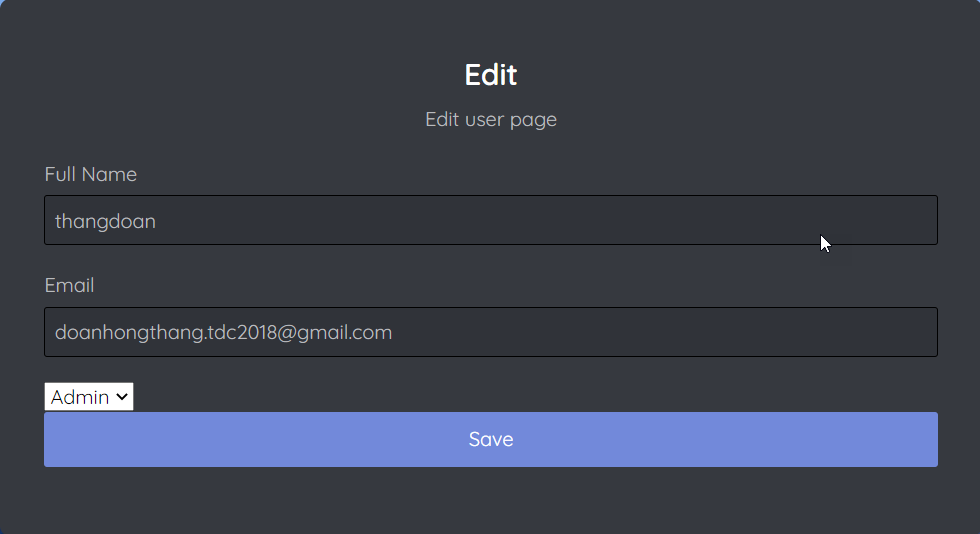 Edit
Edit user page
Full Name
thangdoan
Email
doanhongthang.tdc2018@gmail.com
Admin
Save